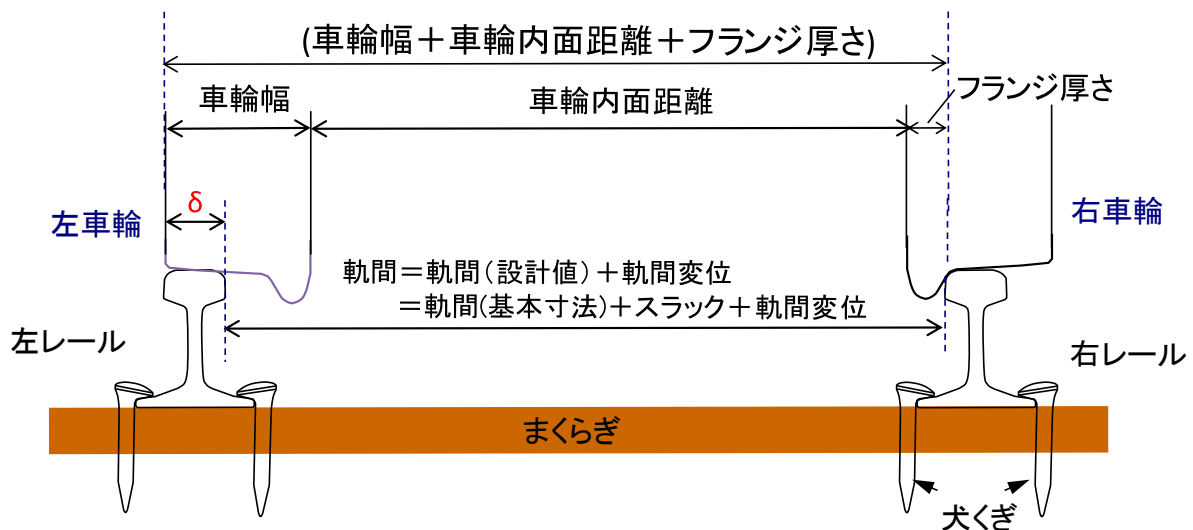 (車輪幅＋車輪内面距離＋フランジ厚さ)
車輪幅
車輪内面距離
フランジ厚さ
δ
左車輪
右車輪
軌間＝軌間(設計値)＋軌間変位
＝軌間(基本寸法)＋スラック＋軌間変位
左レール
右レール
まくらぎ
犬くぎ